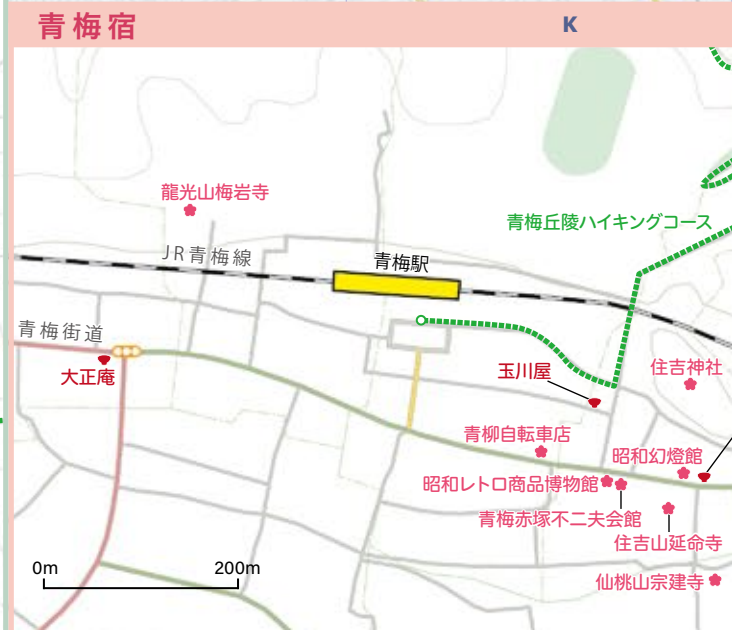 青梅宿
K
龍光山梅岩寺
青梅丘陵ハイキングコース
JR青梅線
青梅駅
青梅街道
大正庵
玉川屋
住吉神社
青柳自転車店
昭和幻燈館
昭和レトロ商品博物館
青梅赤塚不二夫会館
住吉山延命寺
0m 200m
仙桃山宗建寺